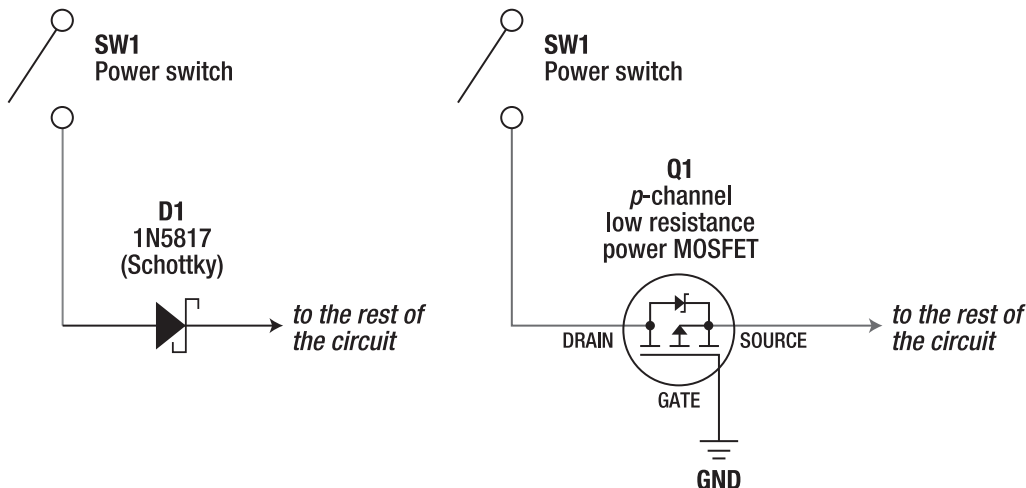 SW1
Power switch
D1
1N5817
(Schottky)
to the rest of
the circuit
SW1
Power switch
Q1
p-channel
low resistance
power MOSFET
DRAIN
SOURCE
GATE
GND
to the rest of
the circuit